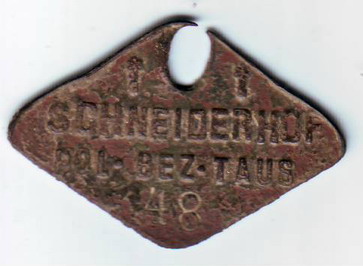 SCHNEIDERHOF
POL· BEZ· TAUS
48